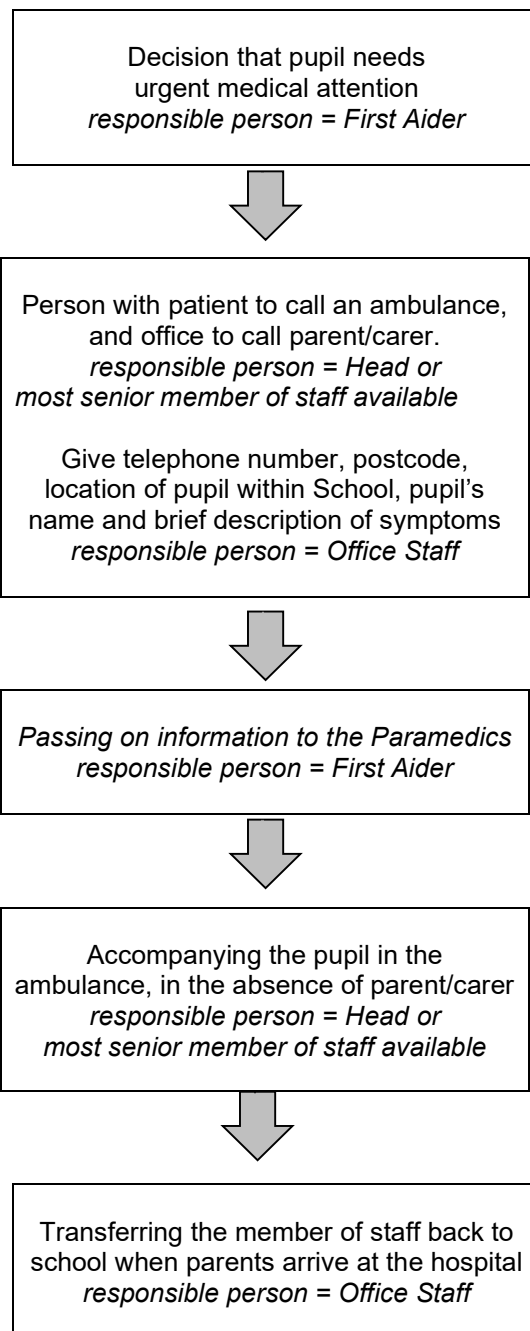 Decision that pupil needs
urgent medical attention
responsible person = First Aider
Person with patient to call an ambulance,
and office to call parent/carer.
responsible person = Head or
most senior member of staff available
Give telephone number, postcode,
location of pupil within School, pupil’s
name and brief description of symptoms
responsible person = Office Staff
Passing on information to the Paramedics
responsible person = First Aider
Accompanying the pupil in the
ambulance, in the absence of parent/carer
responsible person = Head or
most senior member of staff available
Transferring the member of staff back to
school when parents arrive at the hospital
responsible person = Office Staff